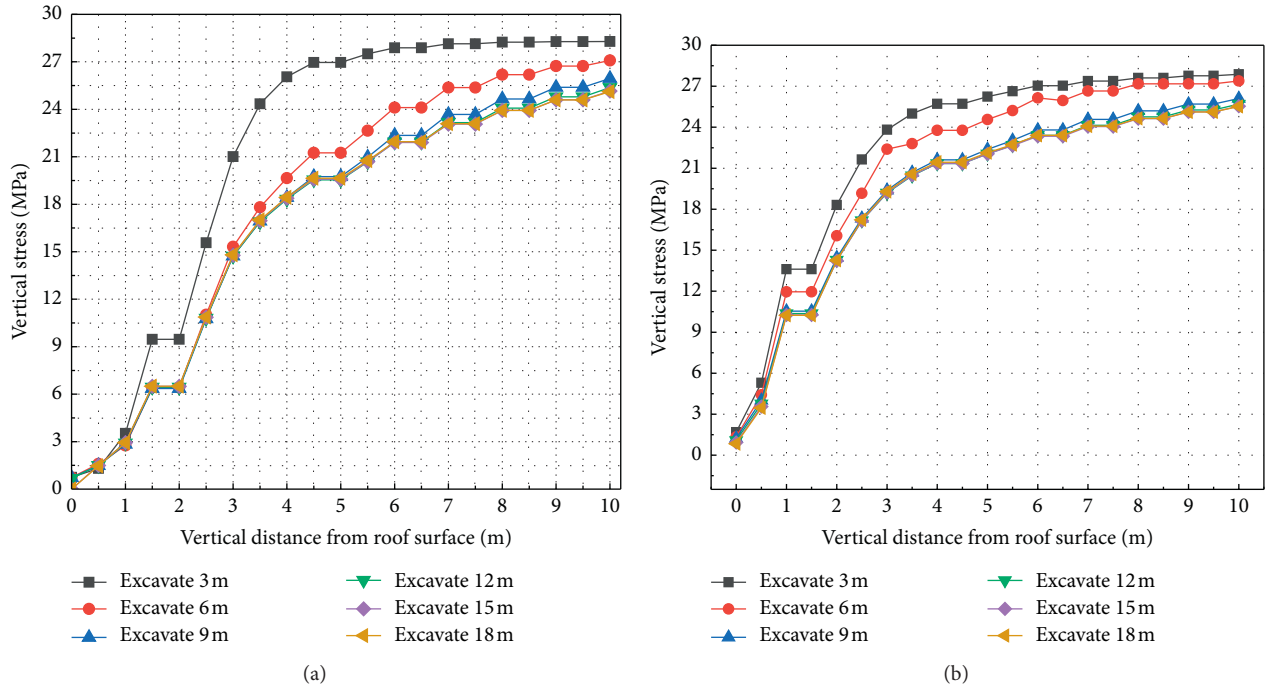 30
27
24
21
18
15
12
9
6
3
0
Vertical stress (MPa)
0 1 2 3 4 5 6 7 8 9 10
Vertical distance from roof surface (m)
Excavate 3 m
Excavate 6 m
Excavate 9 m
Excavate 12 m
Excavate 15 m
Excavate 18 m
(a)
30
27
24
21
18
15
12
9
6
3
0
Vertical stress (MPa)
0 1 2 3 4 5 6 7 8 9 10
Vertical distance from roof surface (m)
Excavate 3 m
Excavate 6 m
Excavate 9 m
Excavate 12 m
Excavate 15 m
Excavate 18 m
(b)